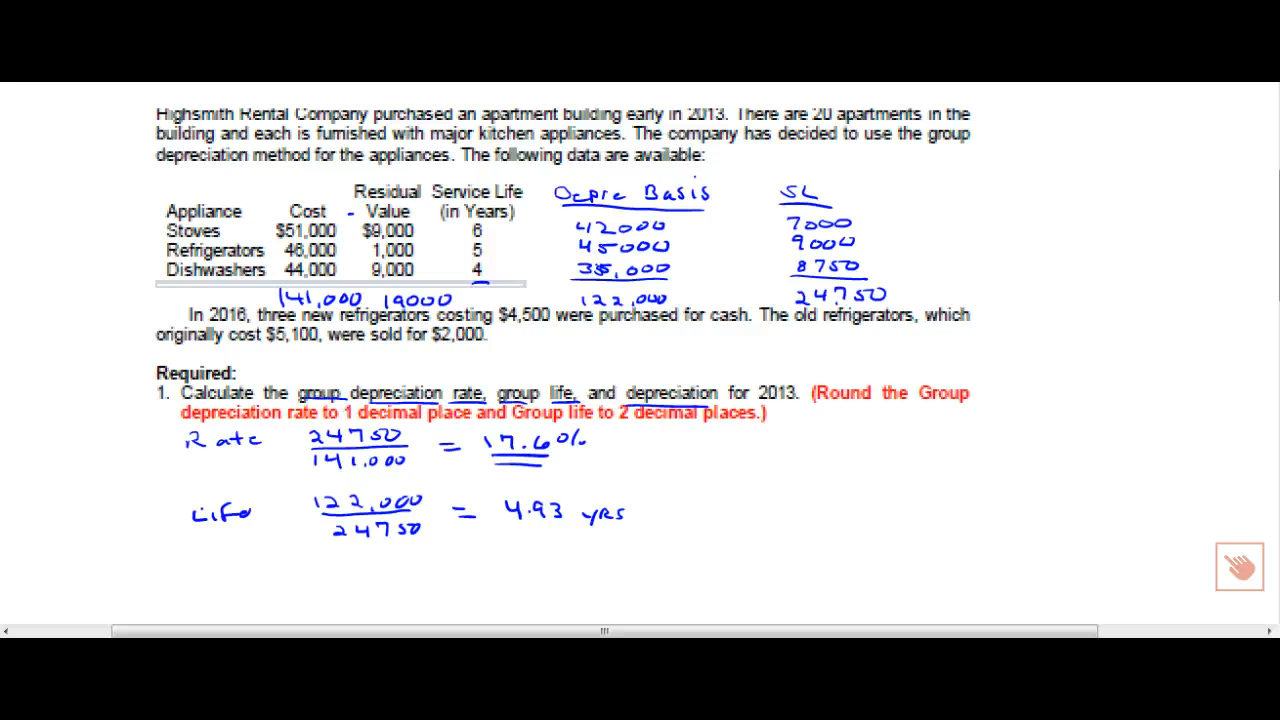 Highsmith Rental Company purchased an apartment building early in 2013. There are 20 apartments in the
building and each is furnished with major kitchen appliances. The company has decided to use the group
depreciation method for the appliances. The following data are available:
Residual Service Life Depre Basis SL
Appliance Cost - Value (in Years)
Stoves $51,000 $9,000 6 42000 7000
Refrigerators 46,000 1,000 5 45000 9000
Dishwashers 44,000 9,000 4 35,000 8750
141,000 19000 122,000 24,750
In 2016, three new refrigerators costing $4,500 were purchased for cash. The old refrigerators, which
originally cost $5,100, were sold for $2,000.
Required:
1. Calculate the group depreciation rate, group life, and depreciation for 2013. (Round the Group
depreciation rate to 1 decimal place and Group life to 2 decimal places.)
Rate 24750 / 141,000 = 17.6%
Life 122,000 / 24750 = 4.93 yrs